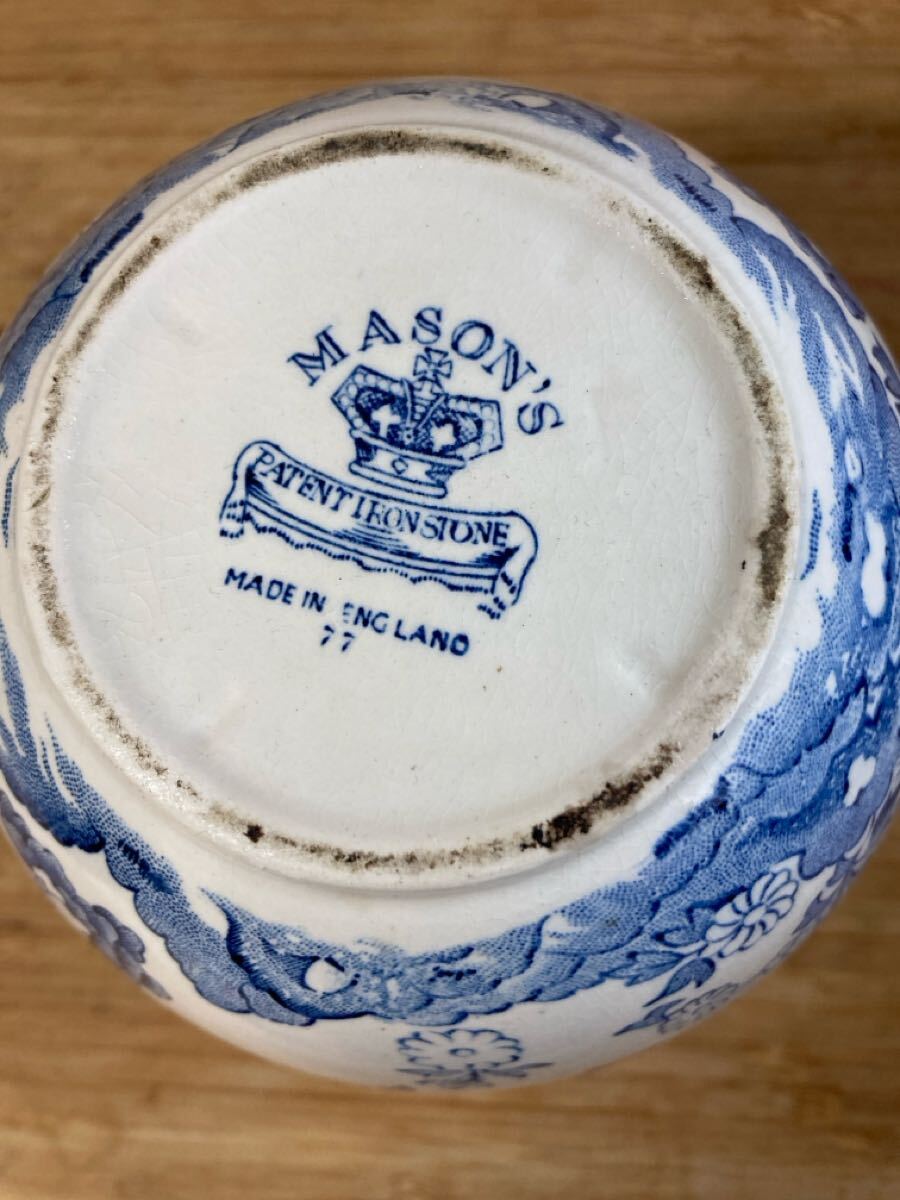 MASON'S
PATENT IRONSTONE
MADE IN ENGLAND
77